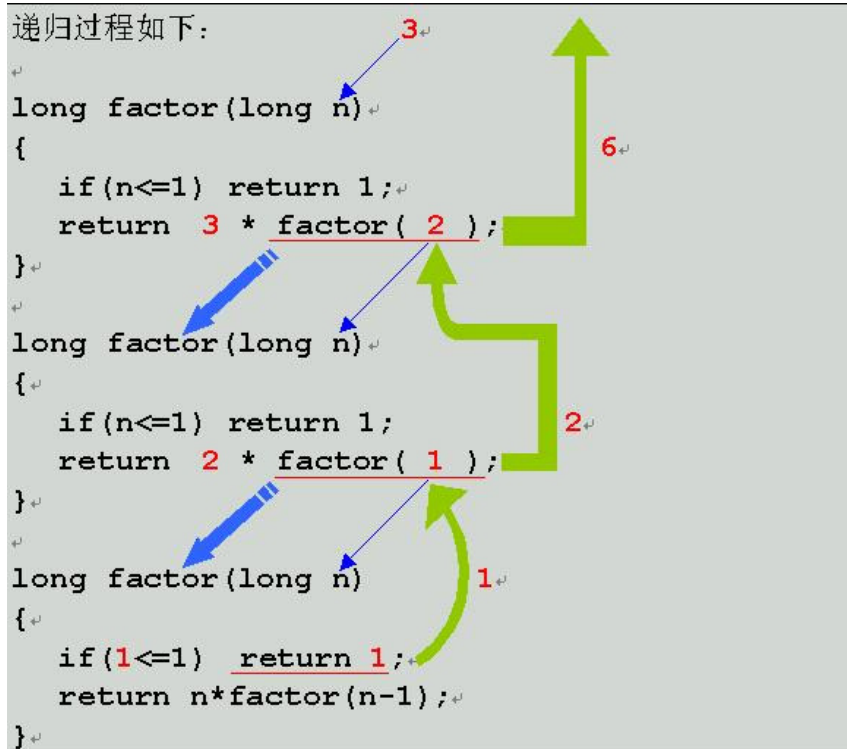 递归过程如下: 3
long factor(long n)
{ 6
if(n<=1) return 1;
return 3 * factor( 2 );
}
long factor(long n)
{
if(n<=1) return 1; 2
return 2 * factor( 1 );
}
long factor(long n) 1
{
if(1<=1) return 1;
return n*factor(n-1);
}